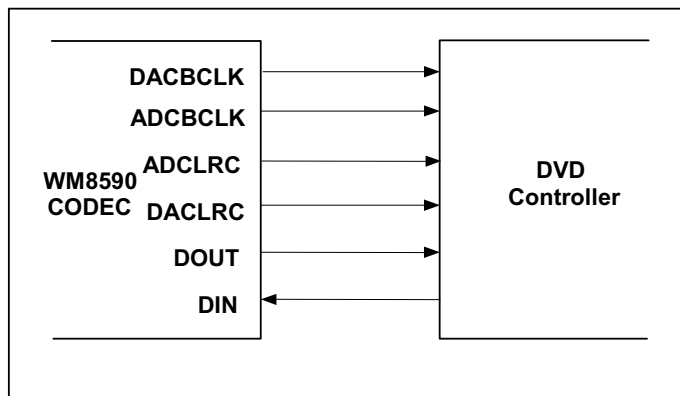 DACBCLK
ADCBCLK
ADCLRC
WM8590
CODEC
DACLRC
DOUT
DIN
DVD
Controller